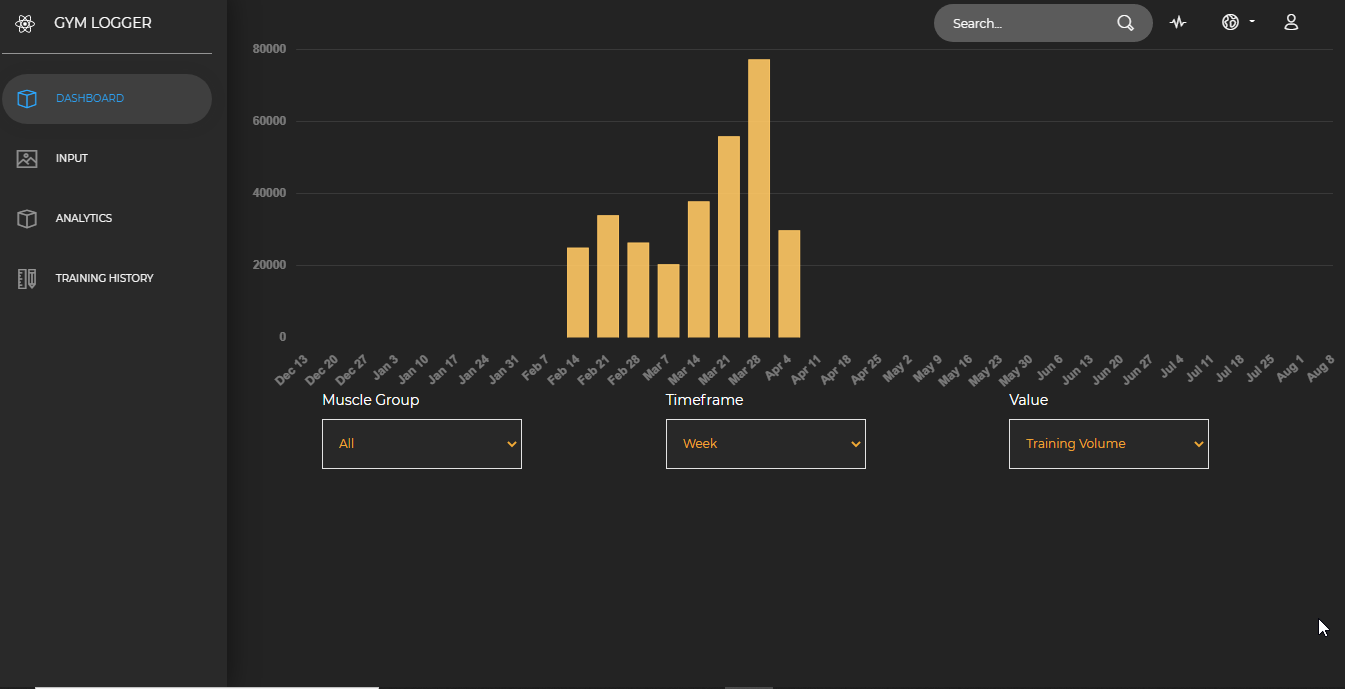 GYM LOGGER
Search...
DASHBOARD
INPUT
ANALYTICS
TRAINING HISTORY
80000
60000
40000
20000
0
Dec 13 Dec 20 Dec 27 Jan 3 Jan 10 Jan 17 Jan 24 Jan 31 Feb 7 Feb 14 Feb 21 Feb 28 Mar 7 Mar 14 Mar 21 Mar 28 Apr 4 Apr 11 Apr 18 Apr 25 May 2 May 9 May 16 May 23 May 30 Jun 6 Jun 13 Jun 20 Jun 27 Jul 4 Jul 11 Jul 18 Jul 25 Aug 1 Aug 8
Muscle Group Timeframe Value
All Week Training Volume